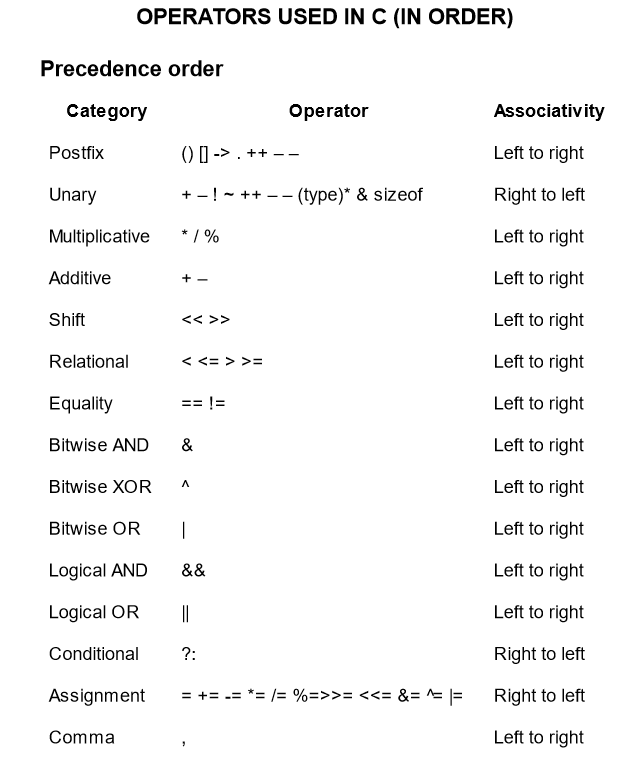 OPERATORS USED IN C (IN ORDER)
Precedence order
Category Operator Associativity
Postfix () [] -> . ++ – – Left to right
Unary + – ! ~ ++ – – (type)* & sizeof Right to left
Multiplicative * / % Left to right
Additive + – Left to right
Shift << >> Left to right
Relational < <= > >= Left to right
Equality == != Left to right
Bitwise AND & Left to right
Bitwise XOR ^ Left to right
Bitwise OR | Left to right
Logical AND && Left to right
Logical OR || Left to right
Conditional ?: Right to left
Assignment = += -= *= /= %=>>= <<= &= ^= |= Right to left
Comma , Left to right